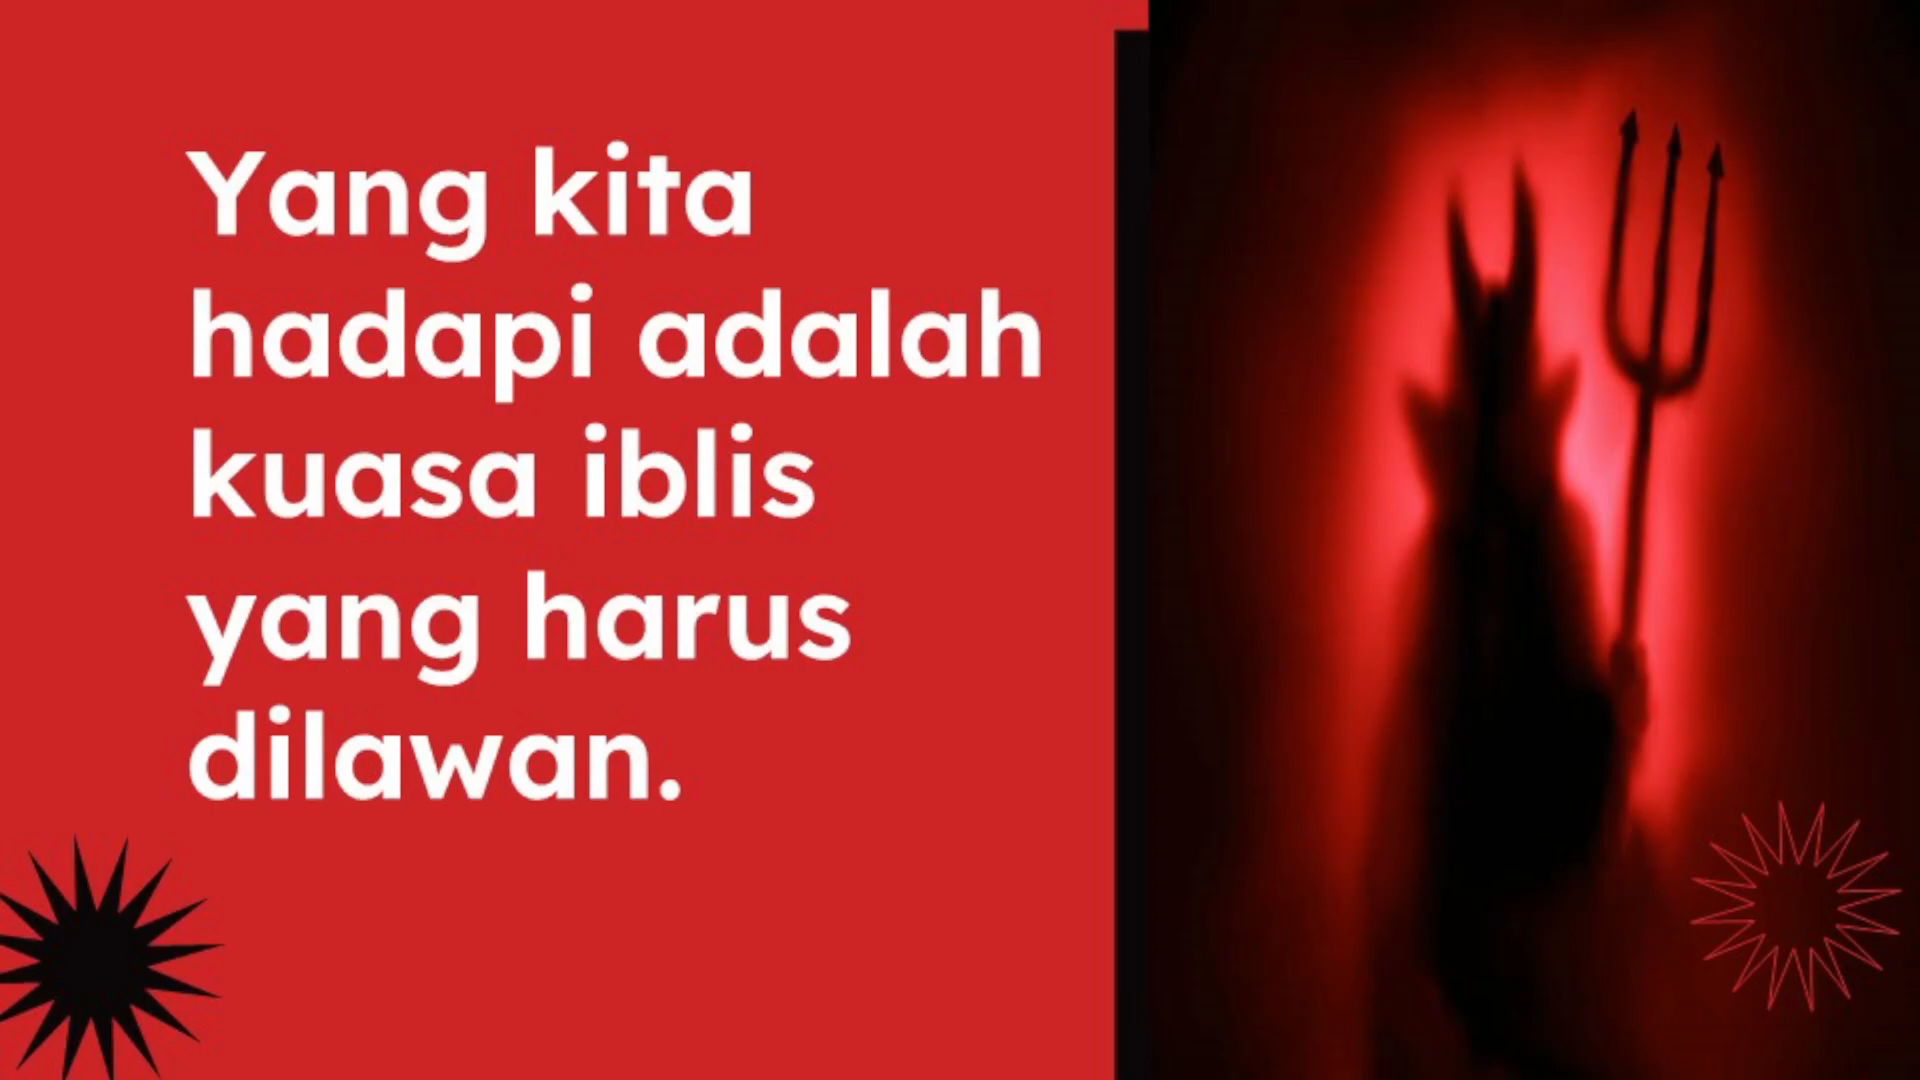 Yang kita
hadapi adalah
kuasa iblis
yang harus
dilawan.